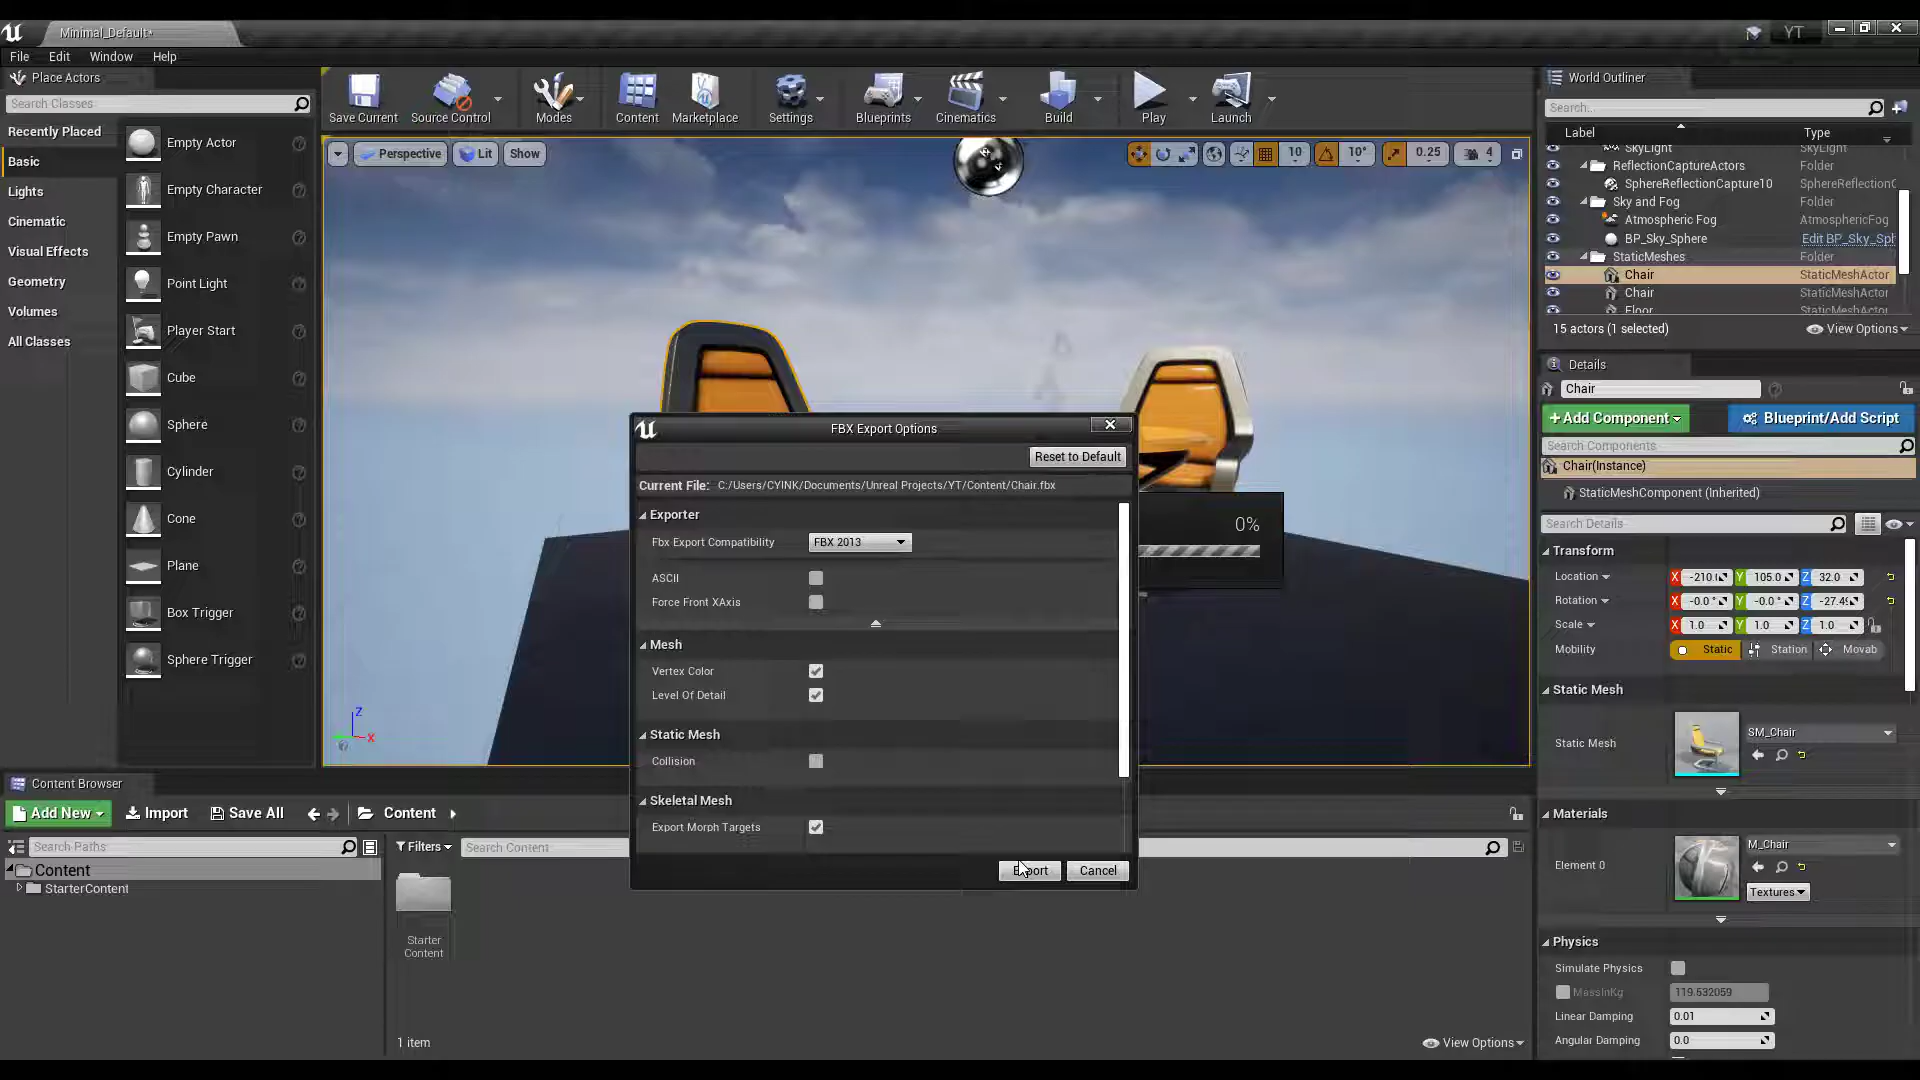 Minimal_Default*
YT
File Edit Window Help
Place Actors
Search Classes
Recently Placed
Basic
Lights
Cinematic
Visual Effects
Geometry
Volumes
All Classes
Empty Actor
Empty Character
Empty Pawn
Point Light
Player Start
Cube
Sphere
Cylinder
Cone
Plane
Box Trigger
Sphere Trigger
Save Current
Source Control
Modes
Content
Marketplace
Settings
Blueprints
Cinematics
Build
Play
Launch
Perspective Lit Show
10 10° 0.25 4
FBX Export Options
Reset to Default
Current File: C:/Users/CYINK/Documents/Unreal Projects/YT/Content/Chair.fbx
Exporter
Fbx Export Compatibility FBX 2013
ASCII
Force Front XAxis
Mesh
Vertex Color
Level Of Detail
Static Mesh
Collision
Skeletal Mesh
Export Morph Targets
Export Cancel
0%
Z
X
World Outliner
Search...
Label Type
SkyLight SkyLight
ReflectionCaptureActors Folder
SphereReflectionCapture10 SphereReflectionC
Sky and Fog Folder
Atmospheric Fog AtmosphericFog
BP_Sky_Sphere Edit BP_Sky_Sph
StaticMeshes Folder
Chair StaticMeshActor
Chair StaticMeshActor
Floor StaticMeshActor
15 actors (1 selected) View Options
Details
Chair
+Add Component Blueprint/Add Script
Search Components
Chair(Instance)
StaticMeshComponent (Inherited)
Search Details
Transform
Location X -210.0 Y 105.0 Z 32.0
Rotation X -0.0 ° Y -0.0 ° Z -27.49
Scale X 1.0 Y 1.0 Z 1.0
Mobility Static Station Movab
Static Mesh
Static Mesh SM_Chair
Materials
Element 0 M_Chair
Textures
Physics
Simulate Physics
MassInKg 119.532059
Linear Damping 0.01
Angular Damping 0.0
Content Browser
Add New Import Save All Content
Search Paths
Content
StarterContent
Filters Search Content
Starter
Content
1 item
View Options